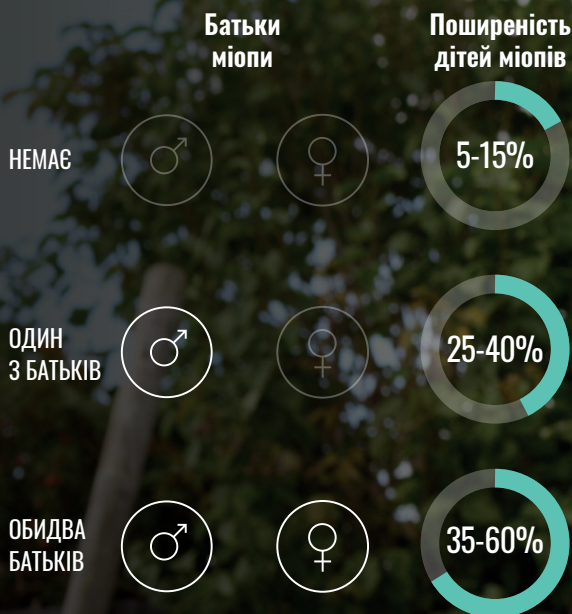 Батьки
міопи
Поширеність
дітей міопів
НЕМАЄ
5-15%
ОДИН
З БАТЬКІВ
25-40%
ОБИДВА
БАТЬКІВ
35-60%